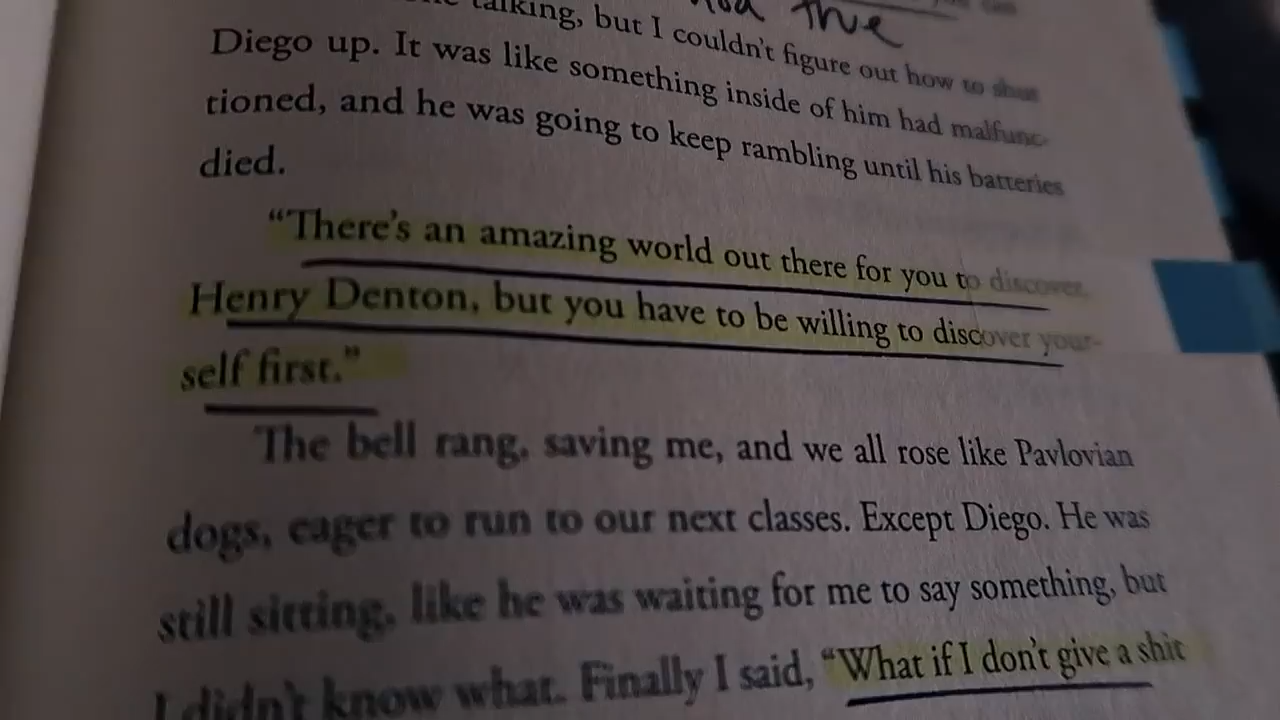 talking, but I couldn't figure out how to shut
Diego up. It was like something inside of him had malfunc-
tioned, and he was going to keep rambling until his batteries
died.
"There's an amazing world out there for you to discover,
Henry Denton, but you have to be willing to discover your-
self first."
The bell rang, saving me, and we all rose like Pavlovian
dogs, eager to run to our next classes. Except Diego. He was
still sitting, like he was waiting for me to say something, but
I didn't know what. Finally I said, "What if I don't give a shit